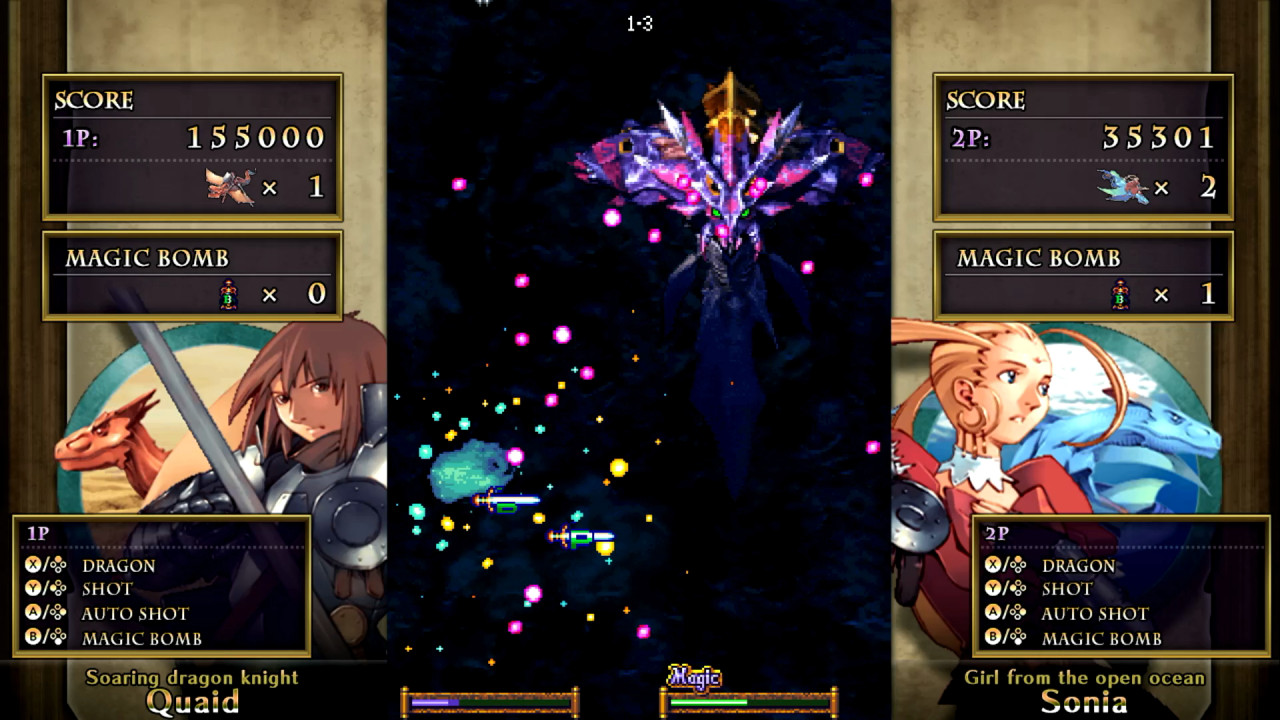 1-3
SCORE
1P: 155000
× 1
MAGIC BOMB
B × 0
1P
X/ DRAGON
Y/ SHOT
A/ AUTO SHOT
B/ MAGIC BOMB
Soaring dragon knight
Quaid
Magic
SCORE
2P: 35301
× 2
MAGIC BOMB
B × 1
2P
X/ DRAGON
Y/ SHOT
A/ AUTO SHOT
B/ MAGIC BOMB
Girl from the open ocean
Sonia